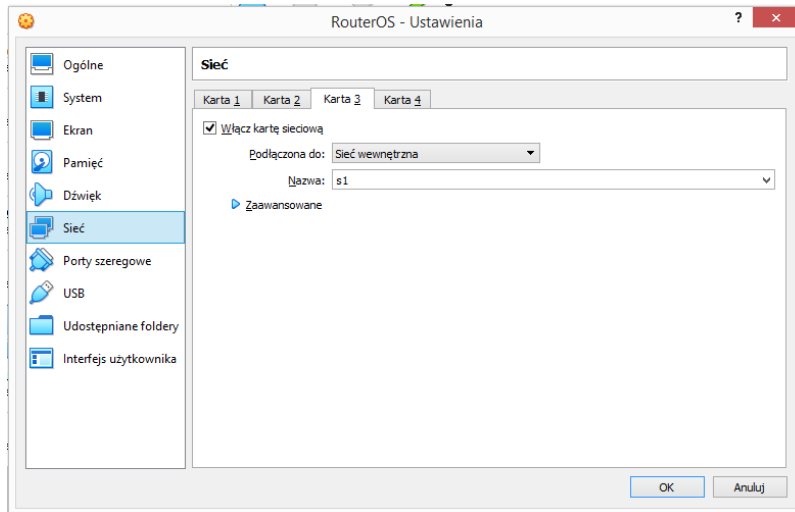 RouterOS - Ustawienia
?
Ogólne
System
Ekran
Pamięć
Dźwięk
Sieć
Porty szeregowe
USB
Udostępniane foldery
Interfejs użytkownika
Sieć
Karta 1 Karta 2 Karta 3 Karta 4
Włącz kartę sieciową
Podłączona do: Sieć wewnętrzna
Nazwa: s1
Zaawansowane
OK Anuluj